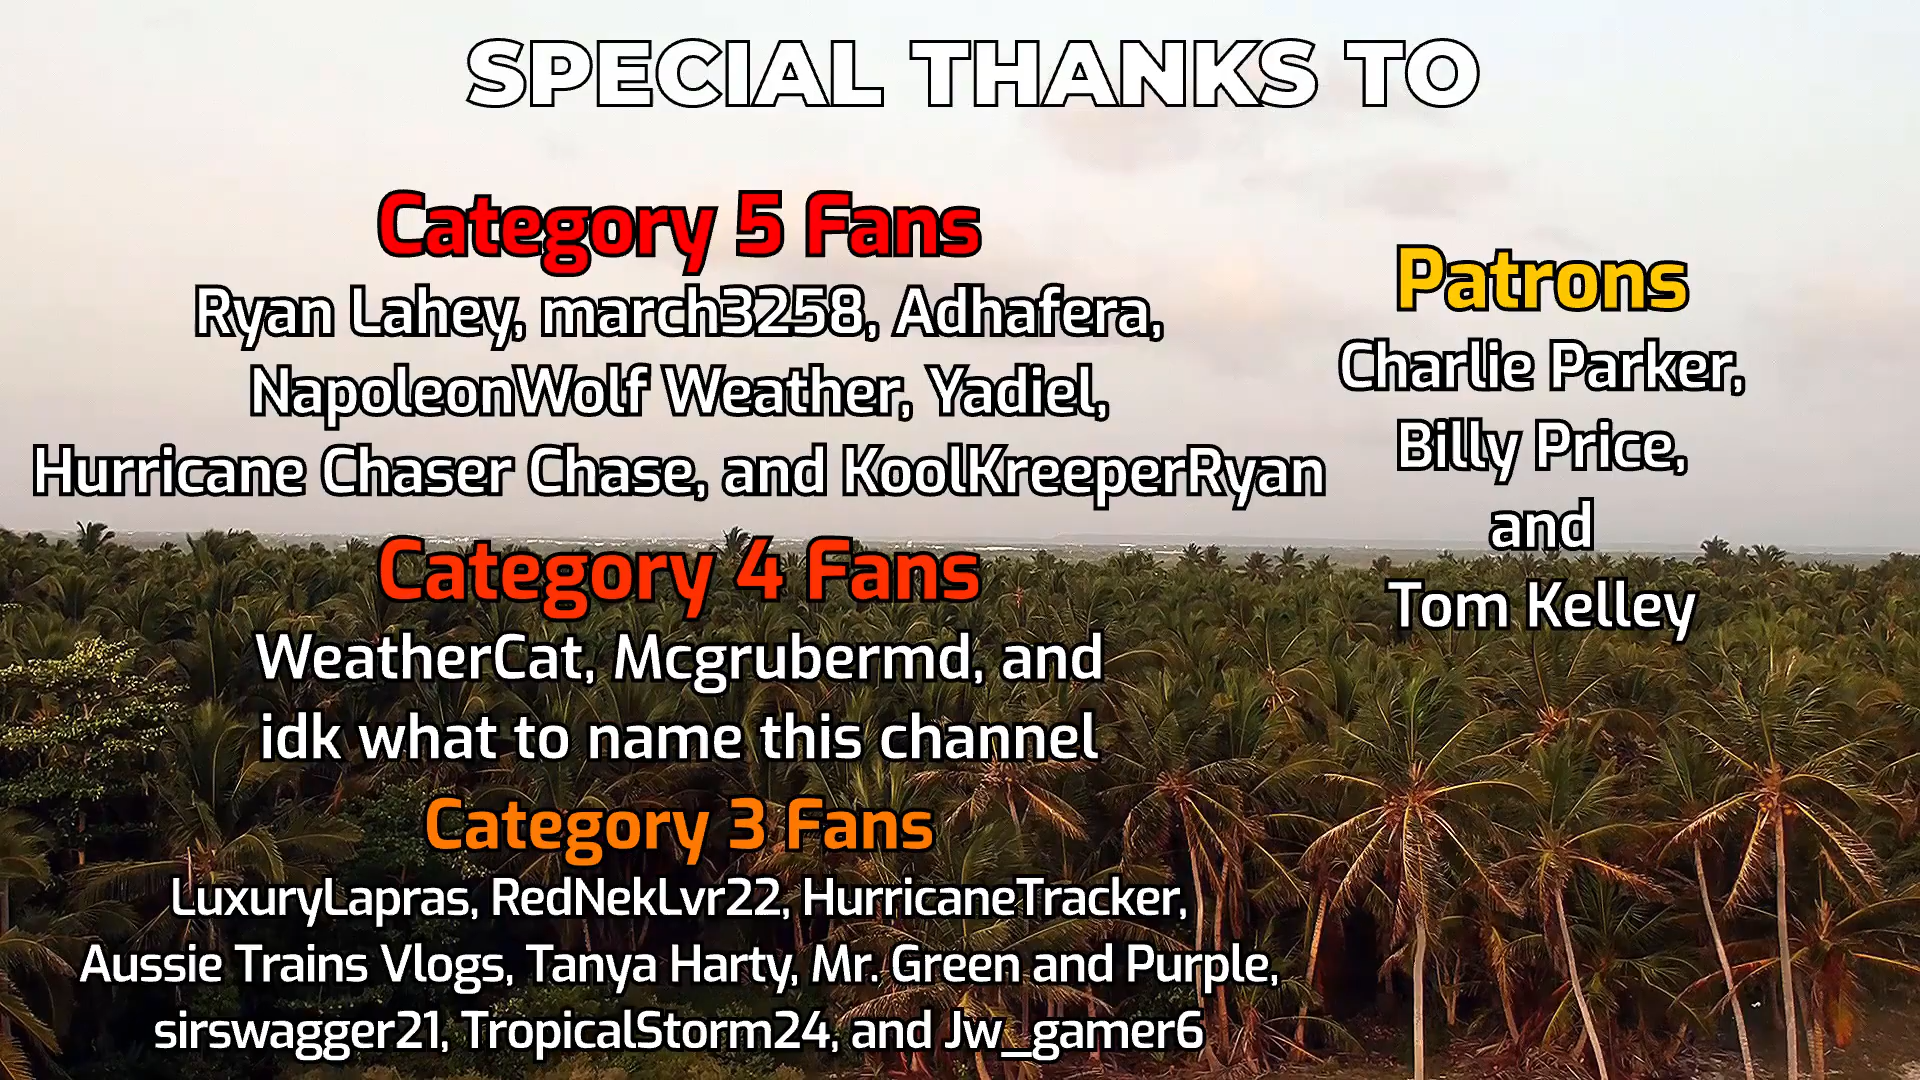 SPECIAL THANKS TO
Category 5 Fans
Ryan Lahey, march3258, Adhafera,
NapoleonWolf Weather, Yadiel,
Hurricane Chaser Chase, and KoolKreeperRyan
Category 4 Fans
WeatherCat, Mcgrubermd, and
idk what to name this channel
Category 3 Fans
LuxuryLapras, RedNekLvr22, HurricaneTracker,
Aussie Trains Vlogs, Tanya Harty, Mr. Green and Purple,
sirswagger21, TropicalStorm24, and Jw_gamer6
Patrons
Charlie Parker,
Billy Price,
and
Tom Kelley